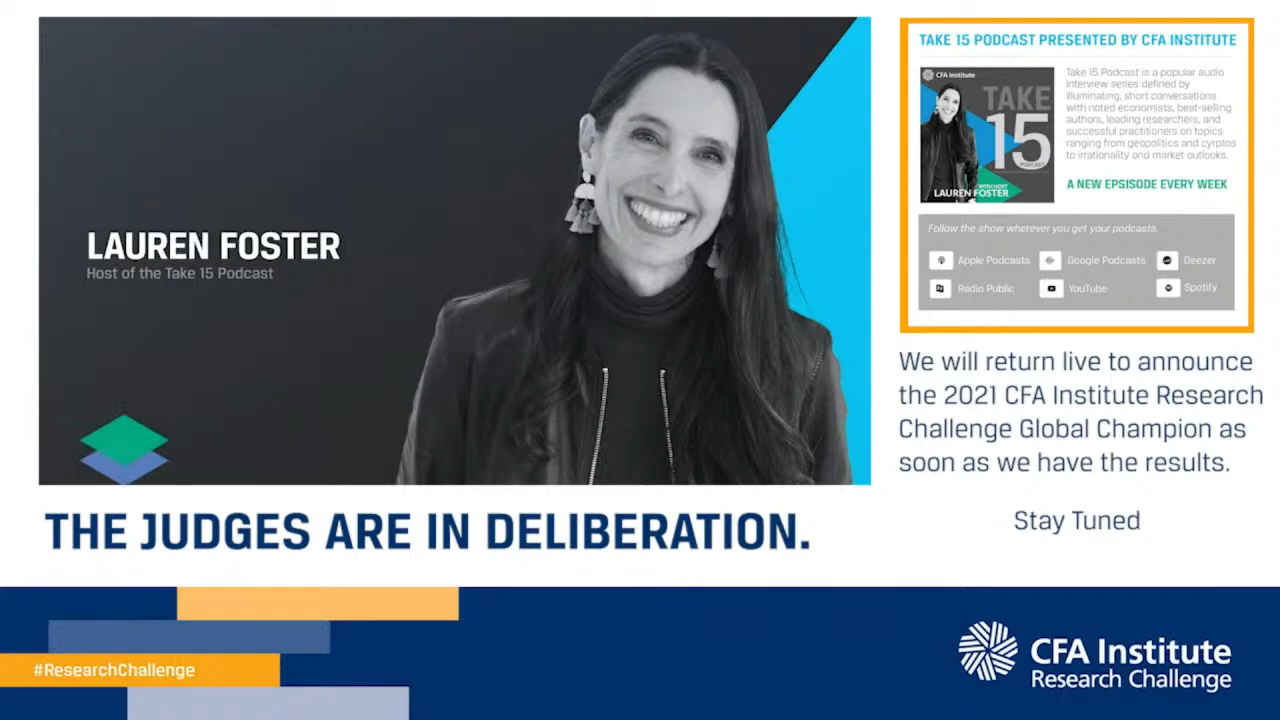 LAUREN FOSTER
Host of the Take 15 Podcast
THE JUDGES ARE IN DELIBERATION.
TAKE 15 PODCAST PRESENTED BY CFA INSTITUTE
CFA Institute
TAKE
15
PODCAST
WITH HOST
LAUREN FOSTER
Take 15 Podcast is a popular audio
interview series defined by
illuminating, short conversations
with noted economists, best-selling
authors, leading researchers, and
successful practitioners on topics
ranging from geopolitics and cyrptos
to irrationality and market outlooks.
A NEW EPSISODE EVERY WEEK
Follow the show wherever you get your podcasts.
Apple Podcasts
Google Podcasts
Deezer
Radio Public
YouTube
Spotify
We will return live to announce
the 2021 CFA Institute Research
Challenge Global Champion as
soon as we have the results.
Stay Tuned
#ResearchChallenge
CFA Institute
Research Challenge